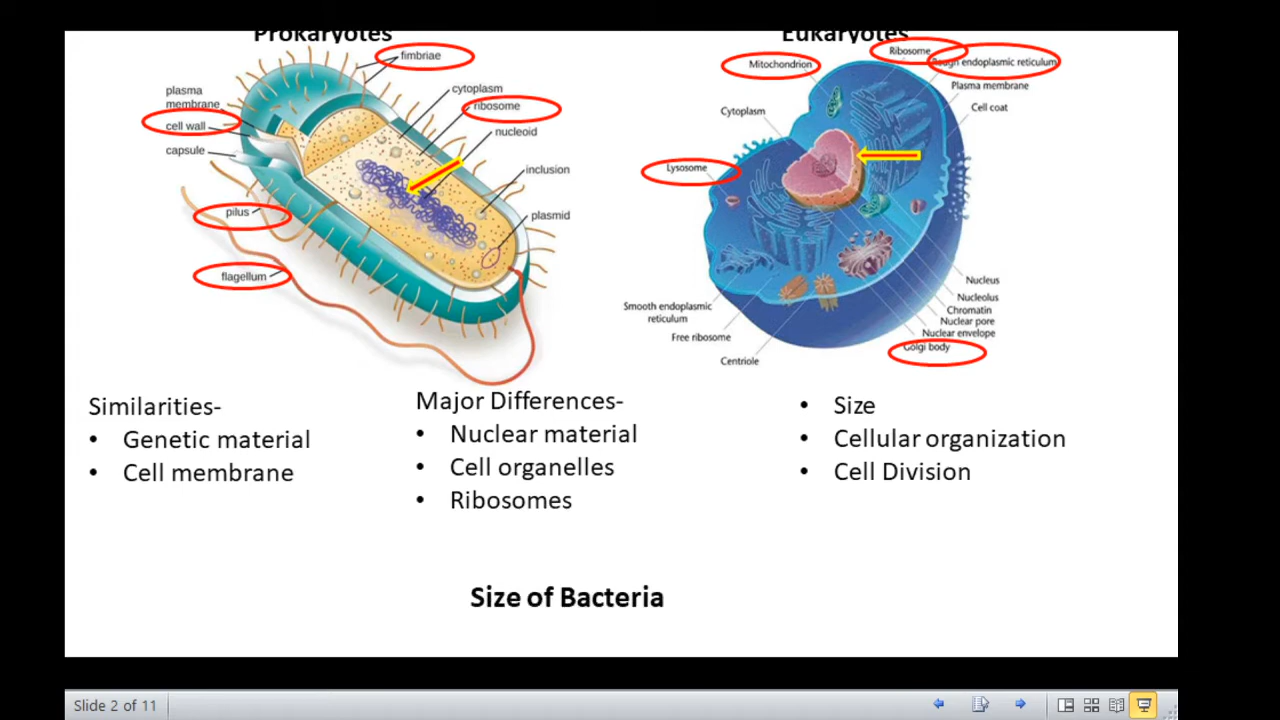 Prokaryotes
fimbriae
cytoplasm
ribosome
nucleoid
inclusion
plasmid
plasma
membrane
cell wall
capsule
pilus
flagellum
Eukaryotes
Ribosome
Mitochondrion
Rough endoplasmic reticulum
Plasma membrane
Cell coat
Cytoplasm
Lysosome
Nucleus
Nucleolus
Chromatin
Nuclear pore
Nuclear envelope
Golgi body
Smooth endoplasmic
reticulum
Free ribosome
Centriole
Similarities-
• Genetic material
• Cell membrane
Major Differences-
• Nuclear material
• Cell organelles
• Ribosomes
• Size
• Cellular organization
• Cell Division
Size of Bacteria
Slide 2 of 11